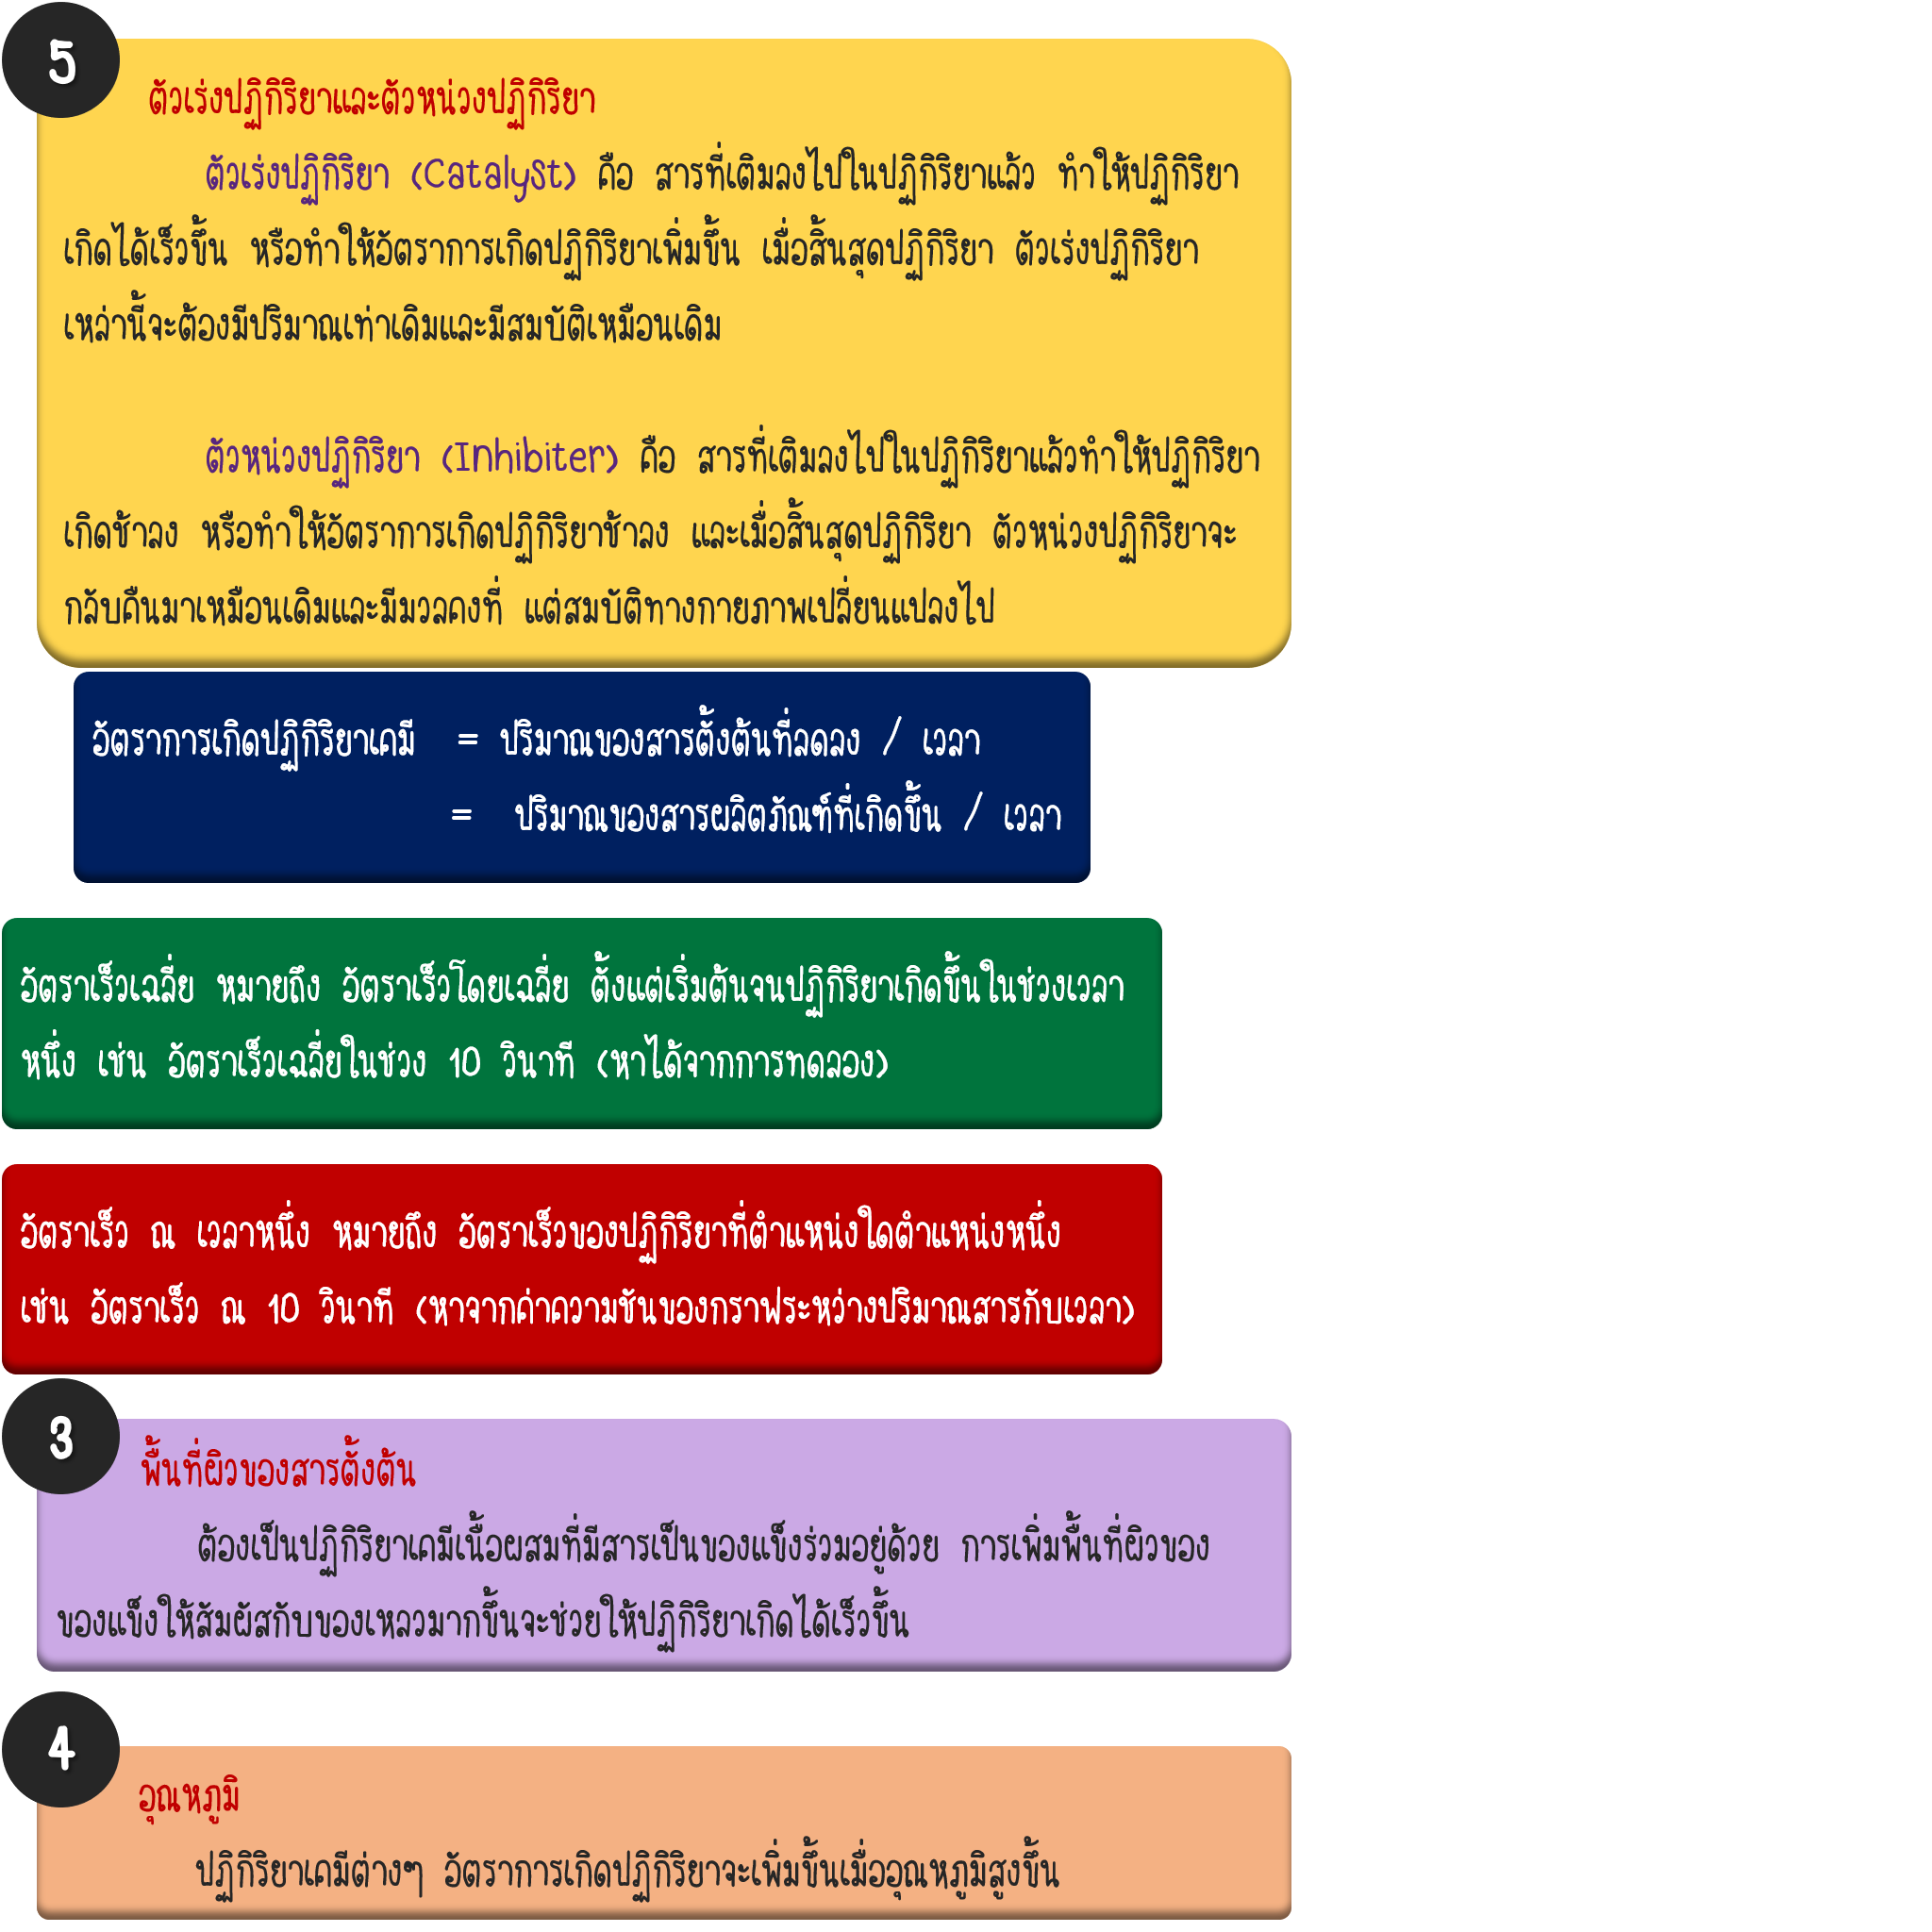 5
ตัวเร่งปฏิกิริยาและตัวหน่วงปฏิกิริยา
ตัวเร่งปฏิกิริยา (Catalyst) คือ สารที่เติมลงไปในปฏิกิริยาแล้ว ทำให้ปฏิกิริยา
เกิดได้เร็วขึ้น หรือทำให้อัตราการเกิดปฏิกิริยาเพิ่มขึ้น เมื่อสิ้นสุดปฏิกิริยา ตัวเร่งปฏิกิริยา
เหล่านี้จะต้องมีปริมาณเท่าเดิมและมีสมบัติเหมือนเดิม
ตัวหน่วงปฏิกิริยา (Inhibiter) คือ สารที่เติมลงไปในปฏิกิริยาแล้วทำให้ปฏิกิริยา
เกิดช้าลง หรือทำให้อัตราการเกิดปฏิกิริยาช้าลง และเมื่อสิ้นสุดปฏิกิริยา ตัวหน่วงปฏิกิริยาจะ
กลับคืนมาเหมือนเดิมและมีมวลคงที่ แต่สมบัติทางกายภาพเปลี่ยนแปลงไป
อัตราการเกิดปฏิกิริยาเคมี = ปริมาณของสารตั้งต้นที่ลดลง / เวลา
= ปริมาณของสารผลิตภัณฑ์ที่เกิดขึ้น / เวลา
อัตราเร็วเฉลี่ย หมายถึง อัตราเร็วโดยเฉลี่ย ตั้งแต่เริ่มต้นจนปฏิกิริยาเกิดขึ้นในช่วงเวลา
หนึ่ง เช่น อัตราเร็วเฉลี่ยในช่วง 10 วินาที (หาได้จากการทดลอง)
อัตราเร็ว ณ เวลาหนึ่ง หมายถึง อัตราเร็วของปฏิกิริยาที่ตำแหน่งใดตำแหน่งหนึ่ง
เช่น อัตราเร็ว ณ 10 วินาที (หาจากค่าความชันของกราฟระหว่างปริมาณสารกับเวลา)
3
พื้นที่ผิวของสารตั้งต้น
ต้องเป็นปฏิกิริยาเคมีเนื้อผสมที่มีสารเป็นของแข็งร่วมอยู่ด้วย การเพิ่มพื้นที่ผิวของ
ของแข็งให้สัมผัสกับของเหลวมากขึ้นจะช่วยให้ปฏิกิริยาเกิดได้เร็วขึ้น
4
อุณหภูมิ
ปฏิกิริยาเคมีต่างๆ อัตราการเกิดปฏิกิริยาจะเพิ่มขึ้นเมื่ออุณหภูมิสูงขึ้น